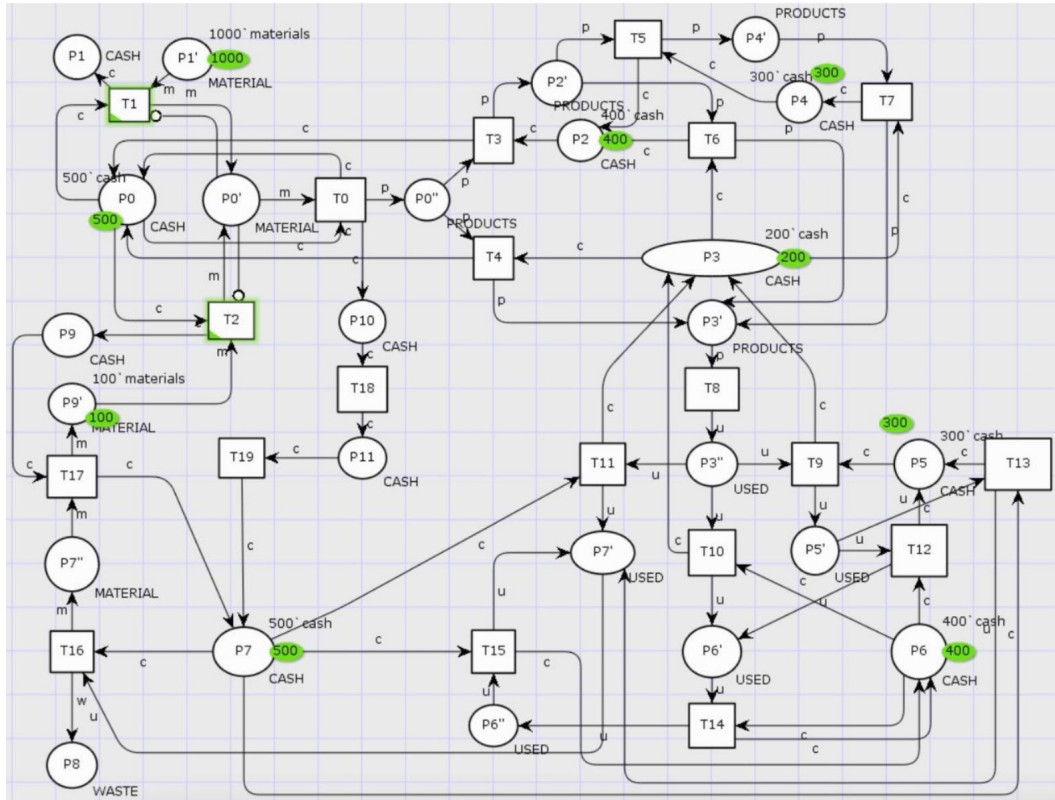 PRODUCTS
1000`materials
P1
CASH
P1'
1000
MATERIAL
c
m
m
T1
c
p
T5
p
P4'
p
P2'
PRODUCTS
c
300`cash
300
P4
CASH
c
T7
400`cash
c
p
T3
c
P2
400
CASH
c
T6
p
p
c
500`cash
P0
500
CASH
P0'
MATERIAL
m
T0
c
p
P0''
PRODUCTS
p
p
c
c
c
T4
c
200`cash
P3
200
CASH
c
p
m
c
T2
c
m
P10
CASH
c
p
P3'
PRODUCTS
P9
CASH
100`materials
P9'
100
MATERIAL
T18
c
p
T8
u
c
c
300
300`cash
m
c
T17
c
T19
c
P11
CASH
T11
u
P3''
USED
u
T9
c
P5
CASH
c
T13
m
u
u
u
u
c
P7''
MATERIAL
c
c
P7'
USED
c
T10
P5'
USED
u
T12
c
u
m
u
u
c
500`cash
400`cash
T16
c
P7
500
CASH
c
T15
c
P6'
USED
P6
400
CASH
u
c
w
u
u
u
P6''
USED
u
T14
c
c
P8
WASTE